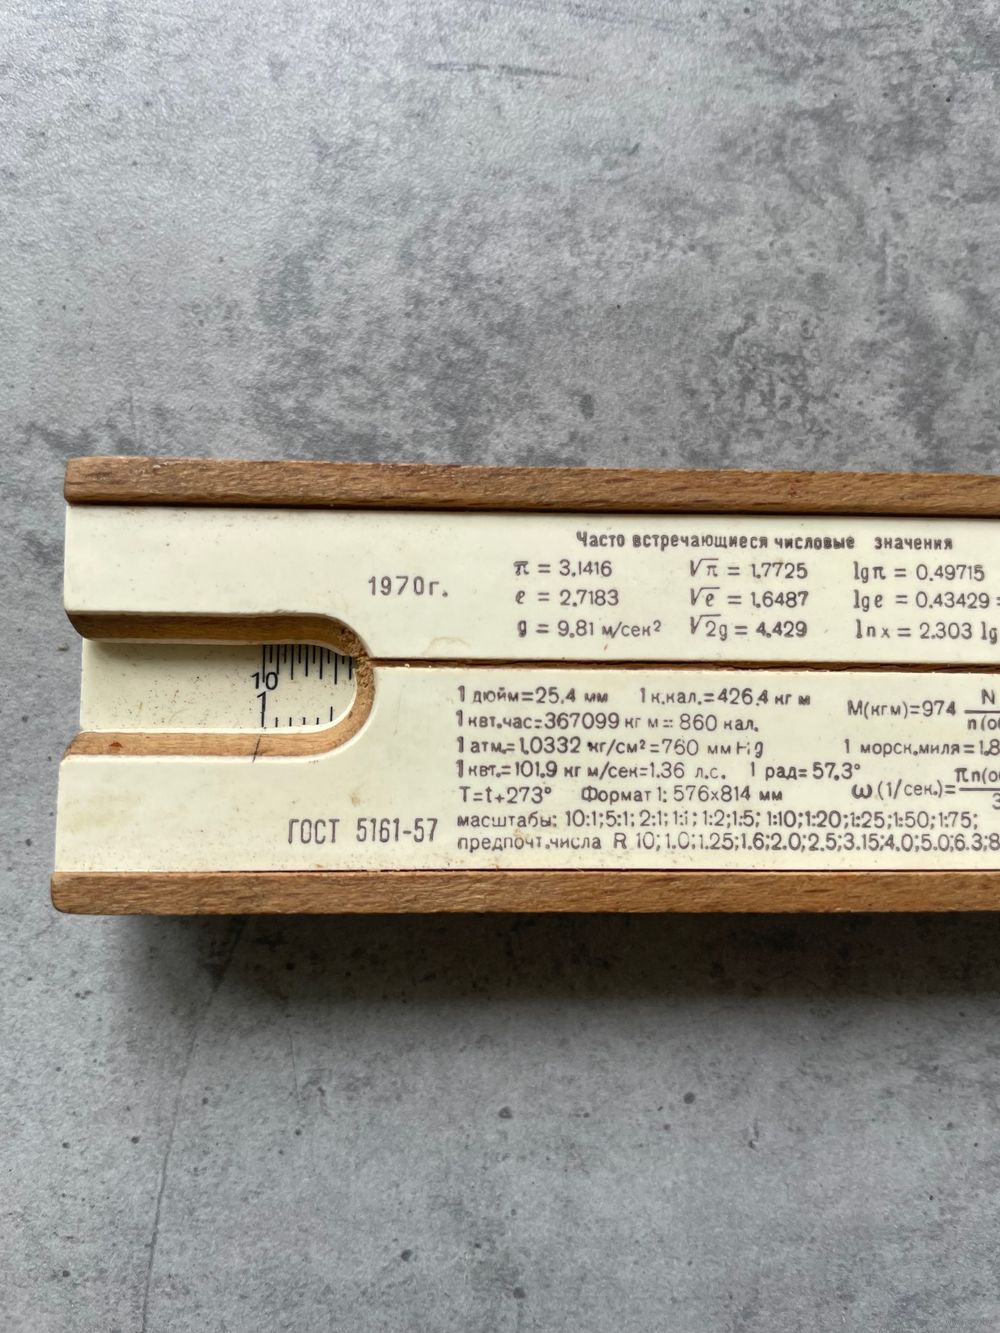 Часто встречающиеся числовые значения
1970г.
π = 3.1416 √π = 1.7725 lg π = 0.49715
e = 2.7183 √e = 1.6487 lg e = 0.43429 =
g = 9.81 м/сек² √2g = 4.429 ln x = 2.303 lg
10
1
1 дюйм=25,4 мм 1 к.кал.=426,4 кг м
М(кгм)=974 N
1 квт.час=367099 кг м= 860 кал.
1 атм.=1,0332 кг/см²=760 мм Hg 1 морск.миля=1.8
1 квт.=101.9 кг м/сек=1.36 л.с. 1 рад=57.3°
T=t+273° Формат 1: 576x814 мм ω(1/сек.)=
масштабы: 10:1;5:1; 2:1;1:1; 1:2;1:5; 1:10;1:20;1:25;1:50;1:75;
ГОСТ 5161-57
предпочт.числа R 10; 1.0;1.25;1.6;2.0;2.5;3.15;4.0;5.0;6.3;8